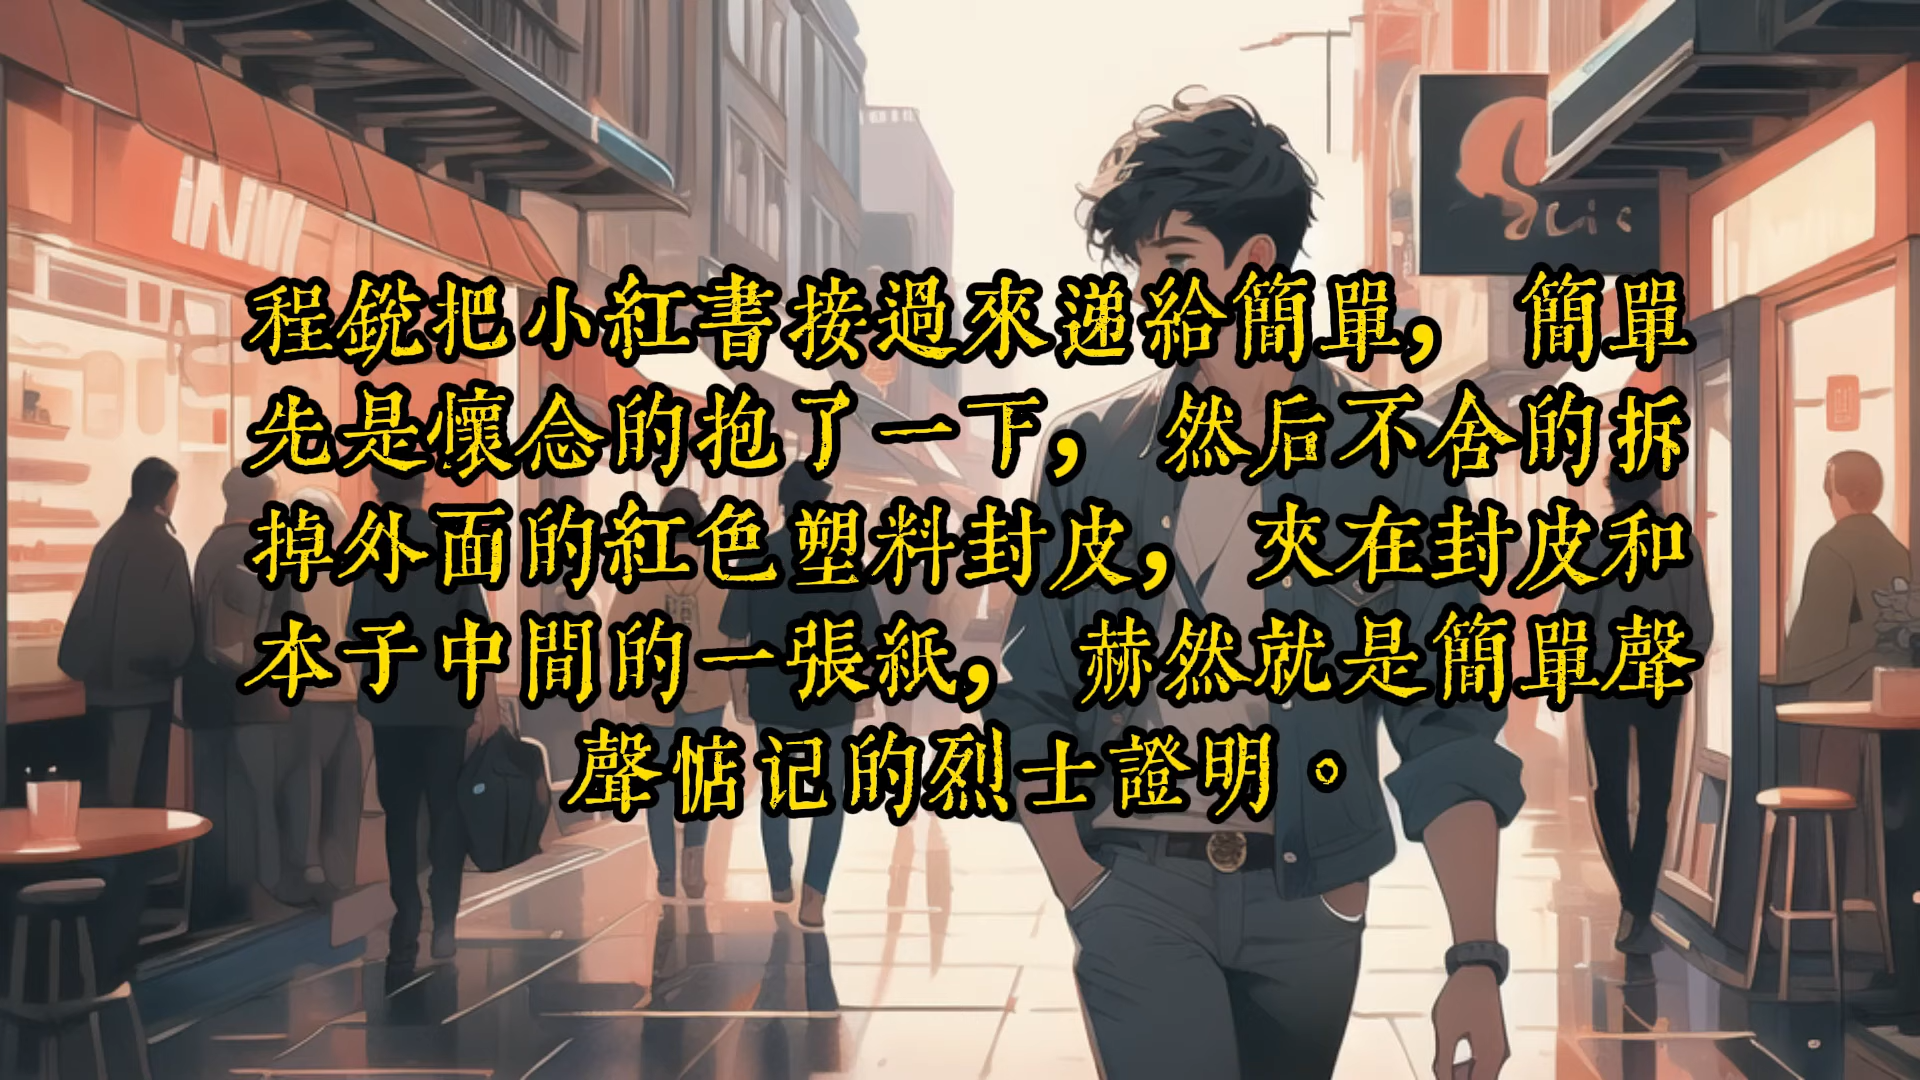 程銳把小紅書接過來递給簡單， 簡單
先是懷念的抱了一下， 然后不舍的拆
掉外面的紅色塑料封皮， 夾在封皮和
本子中間的一張紙， 赫然就是簡單聲
聲惦记的烈士證明。